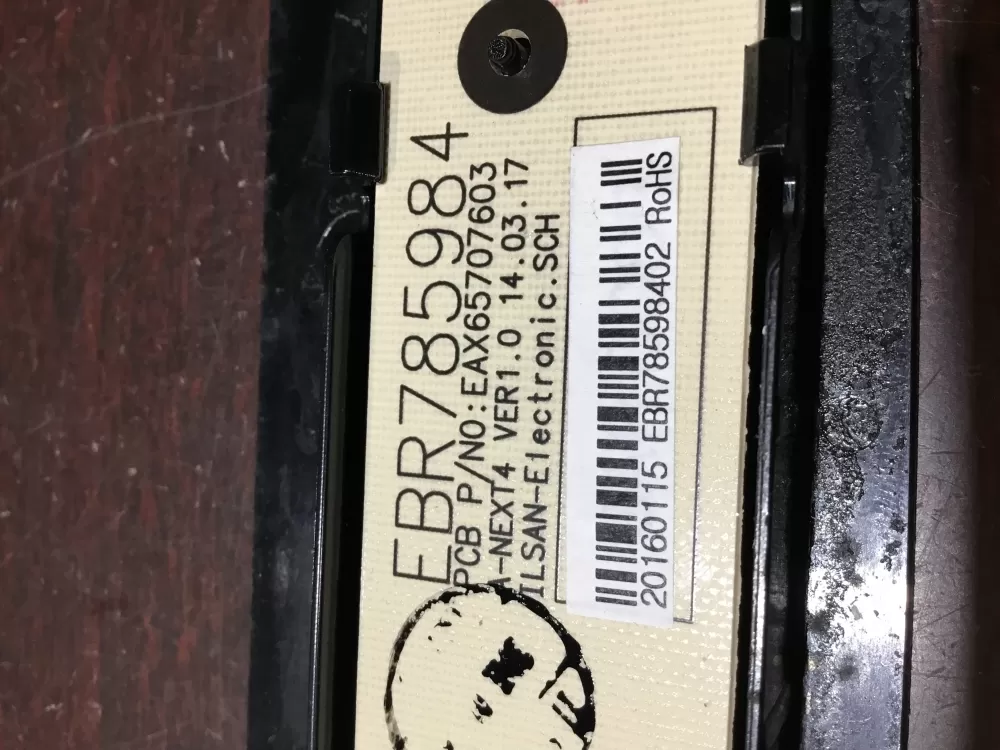 EBR785984
PCB P/NO:EAX65707603
A-NEXT4 VER1.0 14.03.17
ILSAN-Electronic.SCH
20160115 EBR78598402 RoHS